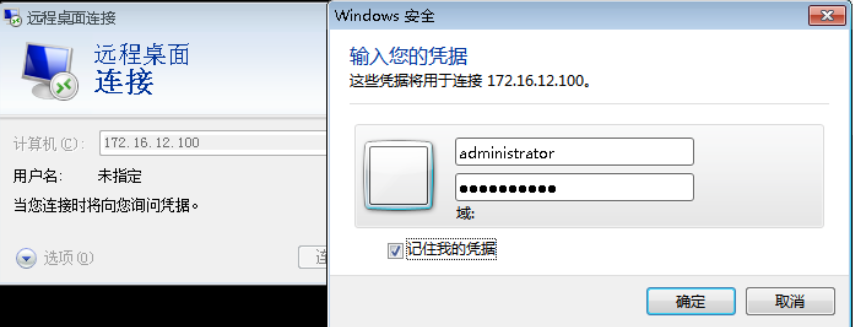 远程桌面连接
远程桌面
连接
计算机(C): 172.16.12.100
用户名: 未指定
当您连接时将向您询问凭据。
选项(O)
连
Windows 安全
输入您的凭据
这些凭据将用于连接 172.16.12.100。
administrator
●●●●●●●●●●
域:
记住我的凭据
确定
取消